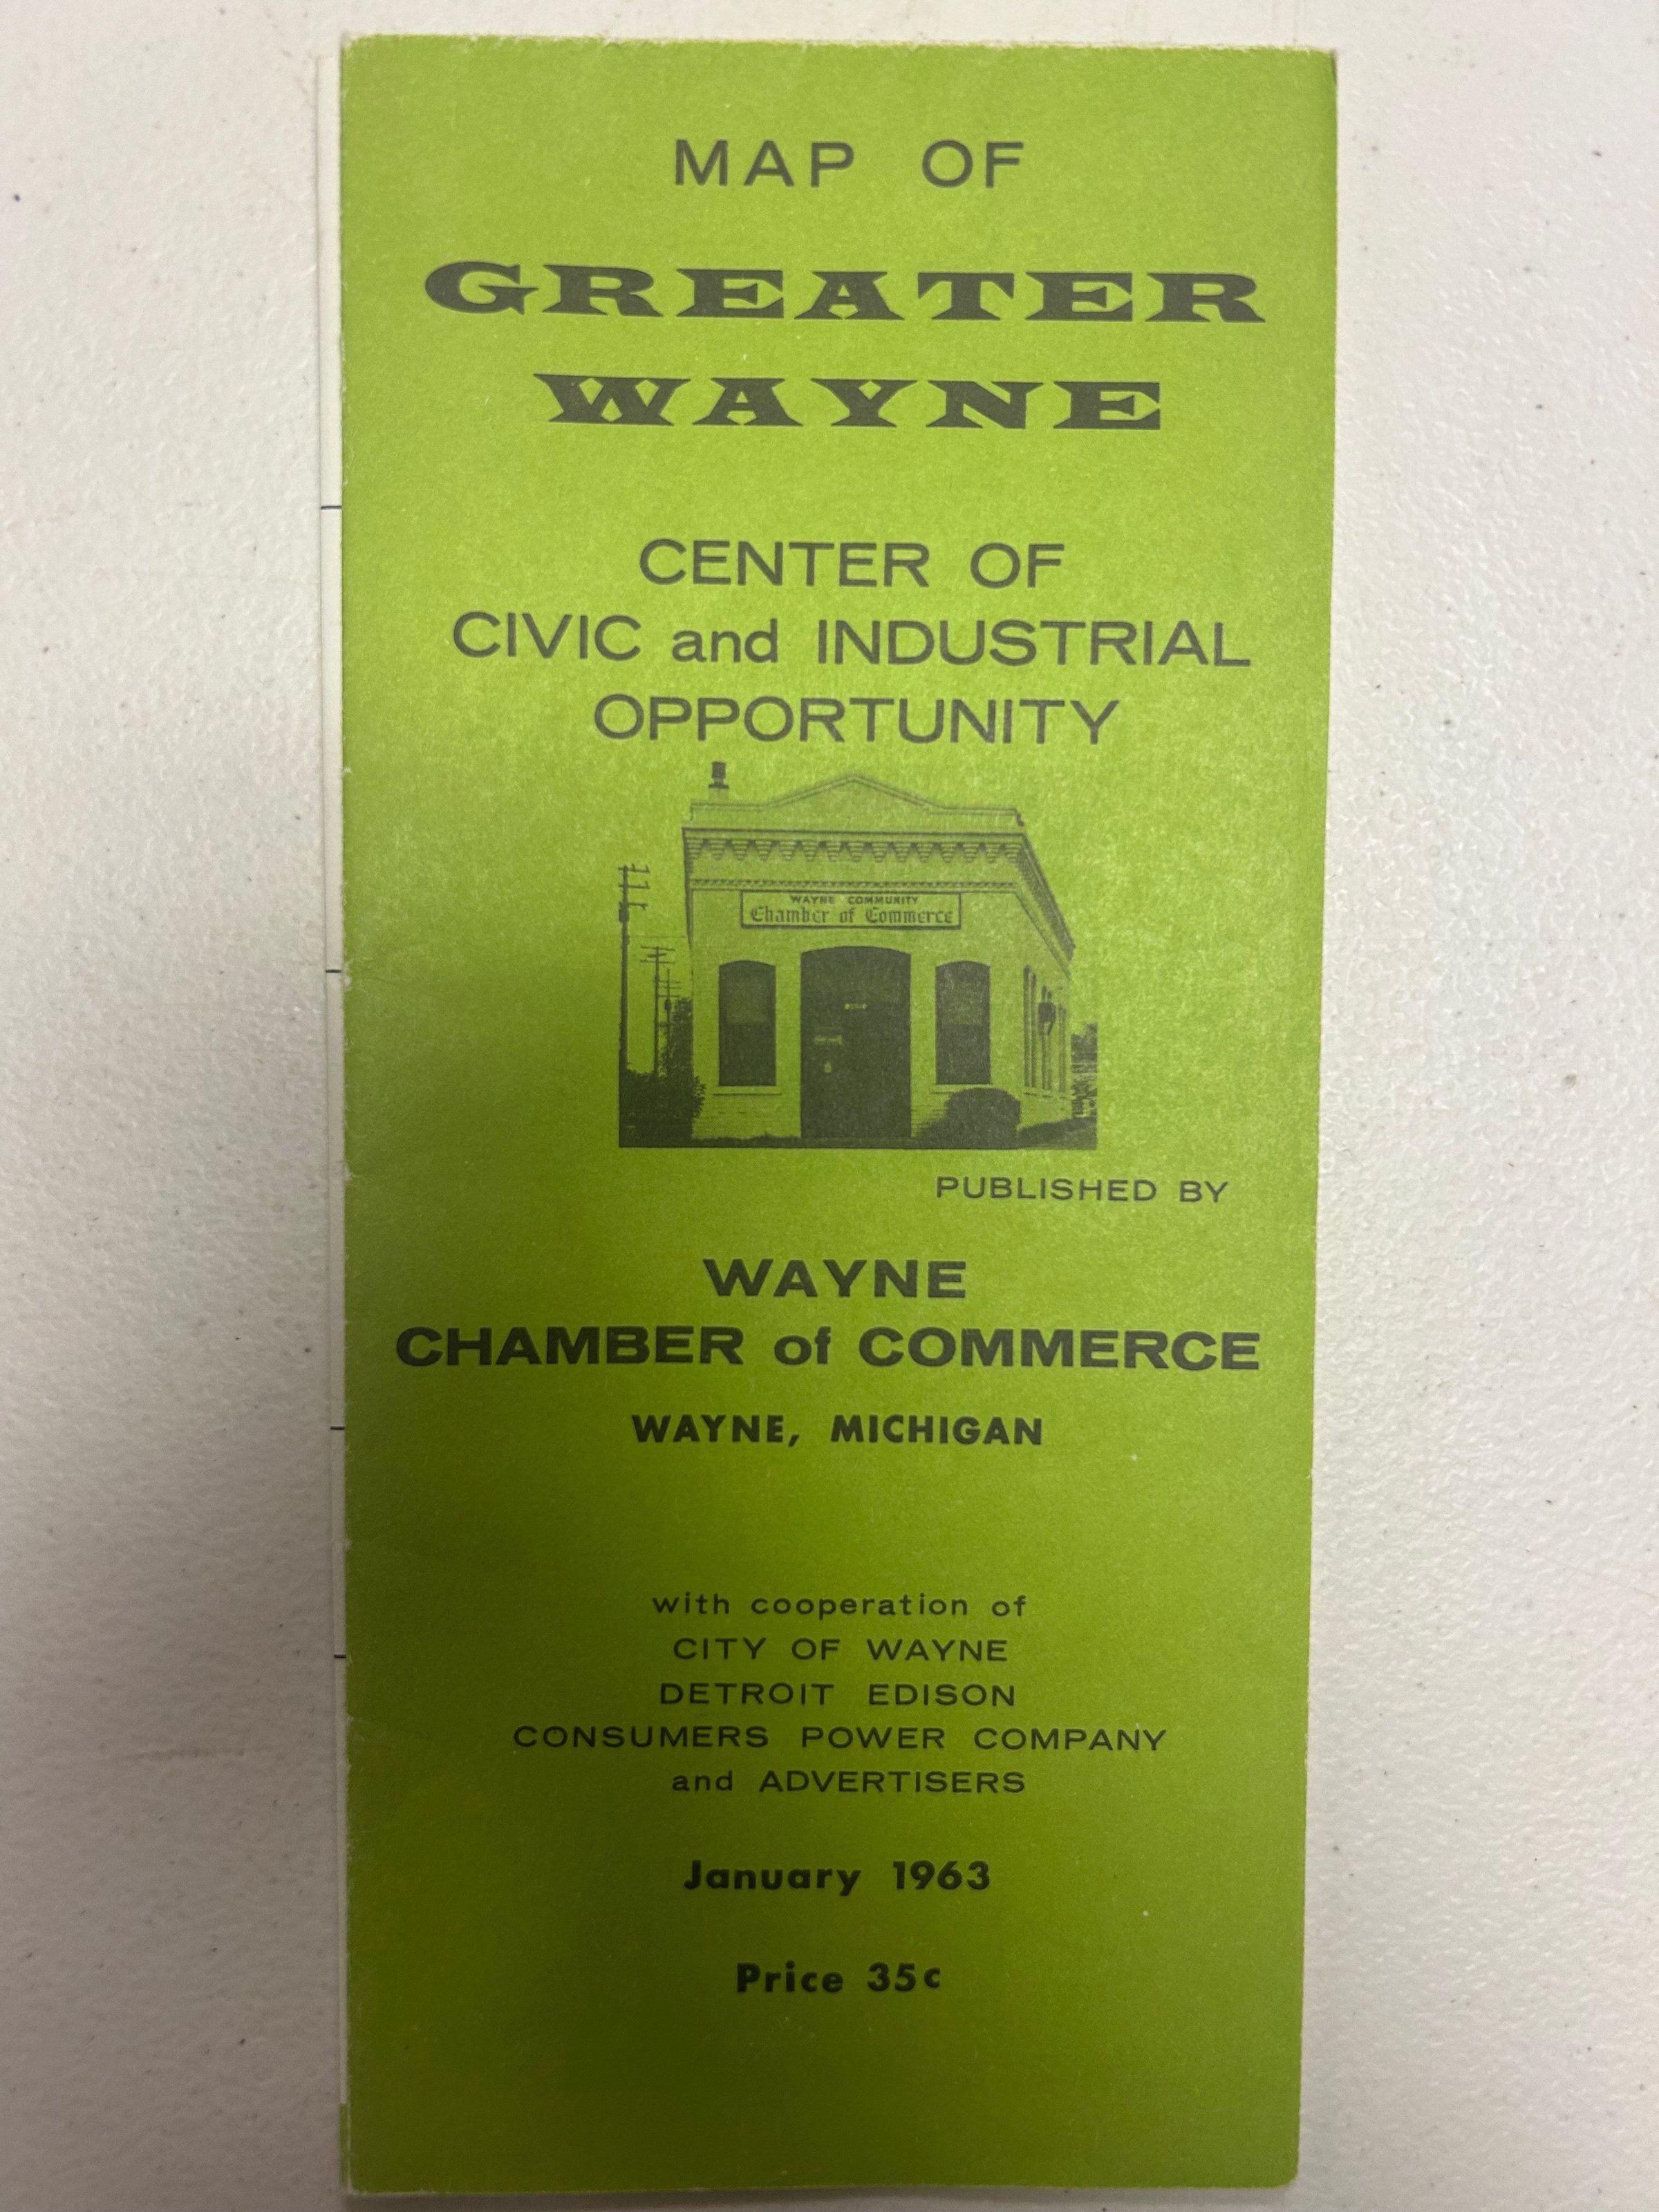 MAP OF
GREATER
WAYNE
CENTER OF
CIVIC and INDUSTRIAL
OPPORTUNITY
WAYNE COMMUNITY
Chamber of Commerce
PUBLISHED BY
WAYNE
CHAMBER of COMMERCE
WAYNE, MICHIGAN
with cooperation of
CITY OF WAYNE
DETROIT EDISON
CONSUMERS POWER COMPANY
and ADVERTISERS
January 1963
Price 35c